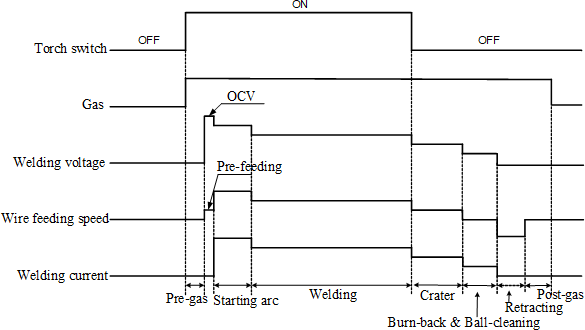 ON
OFF
OFF
Torch switch
Gas
OCV
Welding voltage
Pre-feeding
Wire feeding speed
Welding current
Pre-gas
Starting arc
Welding
Crater
Burn-back & Ball-cleaning
Retracting
Post-gas